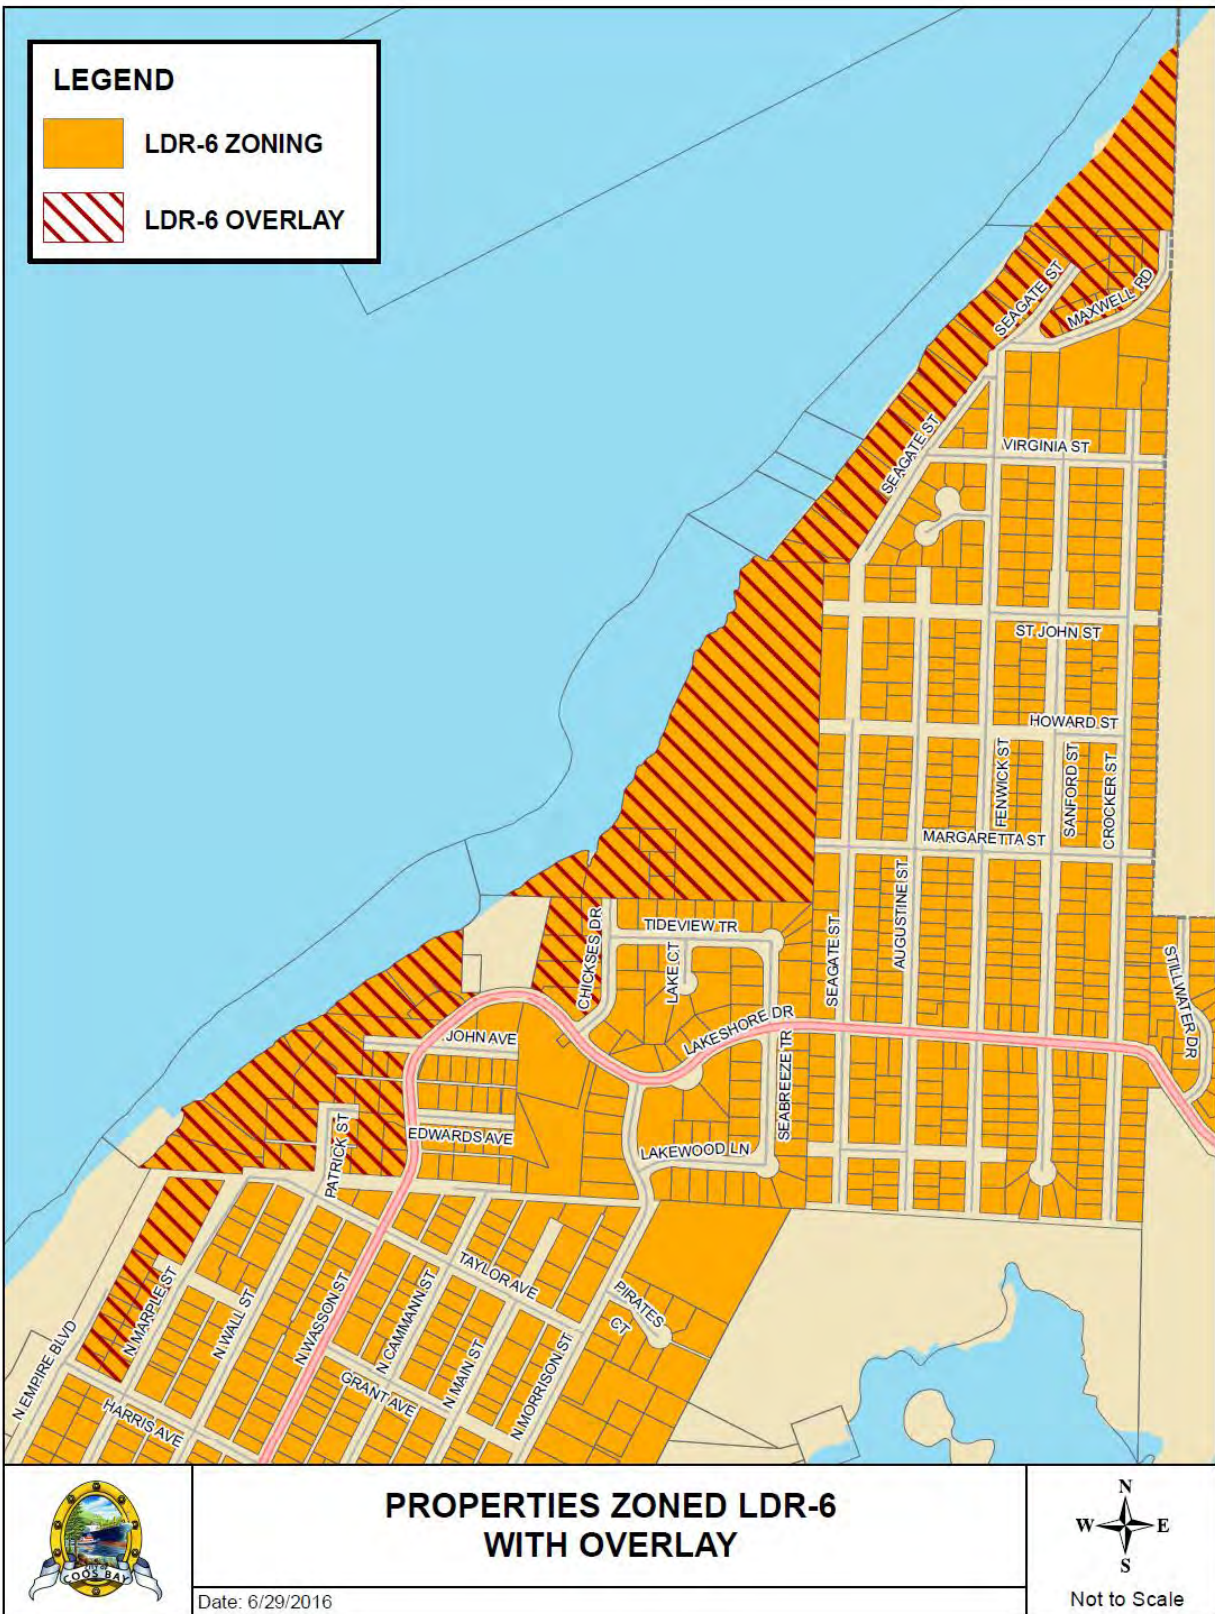 LEGEND
LDR-6 ZONING
LDR-6 OVERLAY
SEAGATE ST
MAXWELL RD
SEAGATE ST
VIRGINIA ST
ST JOHN ST
HOWARD ST
FENWICK ST
SANFORD ST
CROCKER ST
MARGARETTA ST
AUGUSTINE ST
SEAGATE ST
TIDEVIEW TR
CHICKSES DR
LAKE CT
STILLWATER DR
LAKESHORE DR
JOHN AVE
SEABREEZE TR
EDWARDS AVE
PATRICK ST
LAKEWOOD LN
TAYLOR AVE
PIRATES
CT
N MARPLE ST
N WALL ST
N WASSON ST
N CAMMANN ST
N MAIN ST
N MORRISON ST
N EMPIRE BLVD
GRANT AVE
HARRIS AVE
CITY OF
COOS BAY
PROPERTIES ZONED LDR-6
WITH OVERLAY
Date: 6/29/2016
N
W E
S
Not to Scale